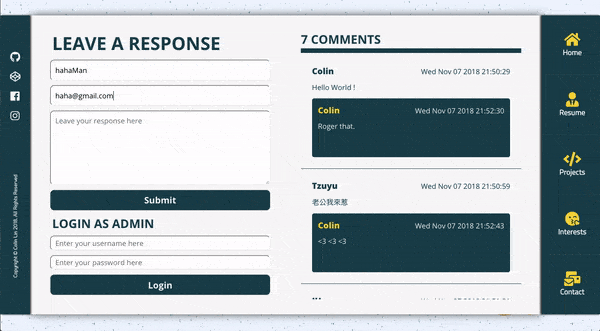 LEAVE A RESPONSE
hahaMan
haha@gmail.com
Leave your response here
Submit
LOGIN AS ADMIN
Enter your username here
Enter your password here
Login
7 COMMENTS
Colin Wed Nov 07 2018 21:50:29
Hello World !
Colin Wed Nov 07 2018 21:52:30
Roger that.
Tzuyu Wed Nov 07 2018 21:50:59
老公我來惹
Colin Wed Nov 07 2018 21:52:43
<3 <3 <3
Home
Resume
Projects
Interests
Contact
Copyright © Colin Lin 2018. All Rights Reserved